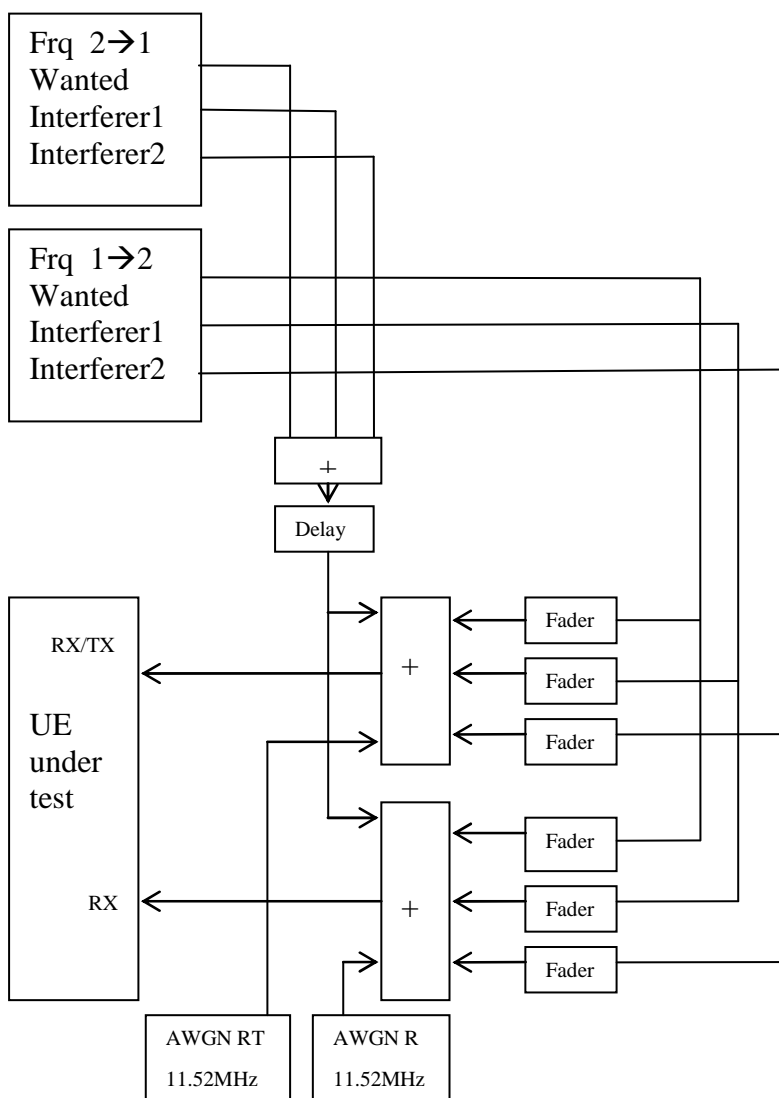 Frq 2→1
Wanted
Interferer1
Interferer2
Frq 1→2
Wanted
Interferer1
Interferer2
+
Delay
RX/TX
UE
under
test
RX
+
+
Fader
Fader
Fader
Fader
Fader
Fader
AWGN RT
11.52MHz
AWGN R
11.52MHz